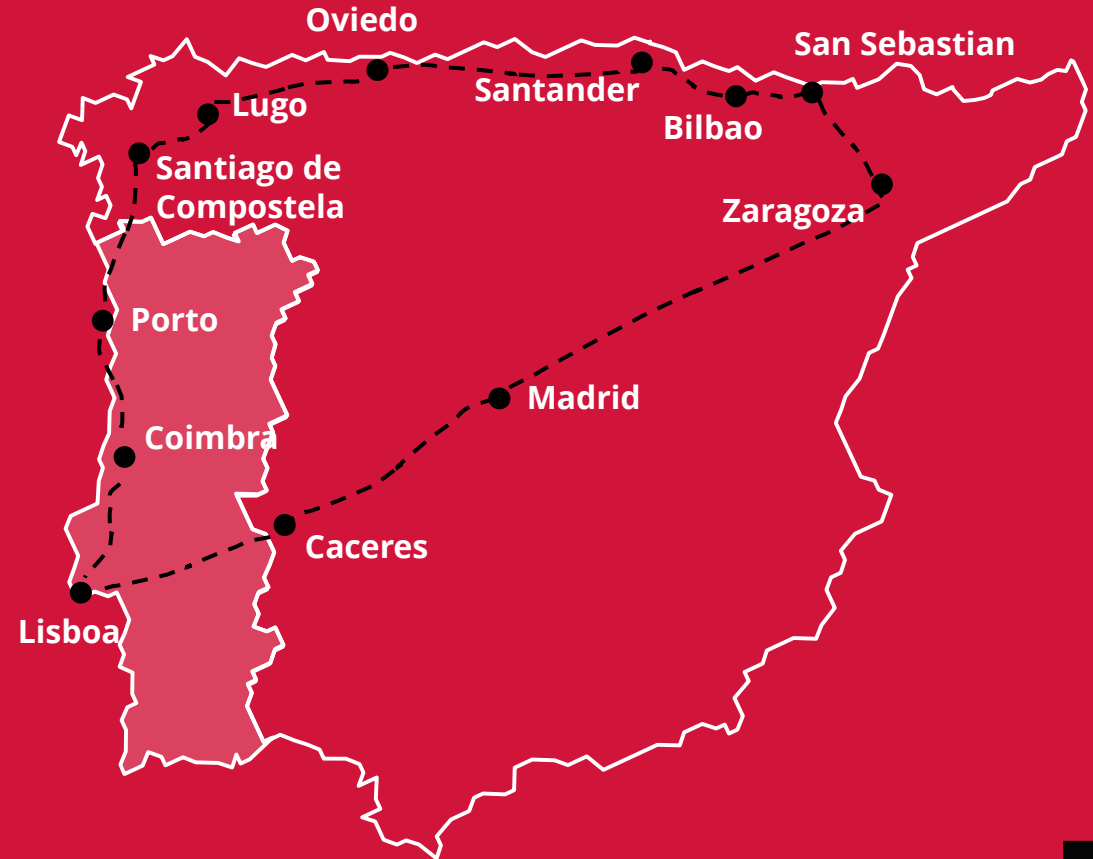 Oviedo
San Sebastian
Santander
Lugo
Bilbao
Santiago de
Compostela
Zaragoza
Porto
Madrid
Coimbra
Caceres
Lisboa